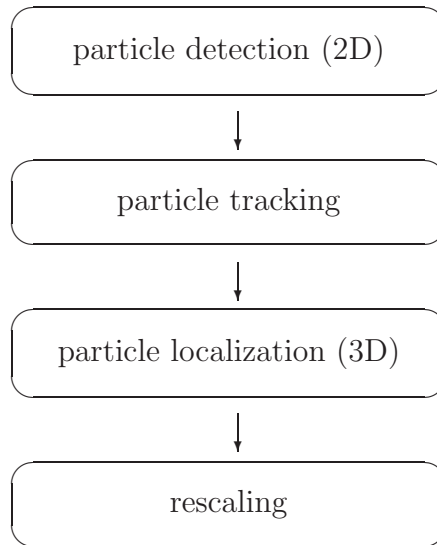 particle detection (2D)
particle tracking
particle localization (3D)
rescaling